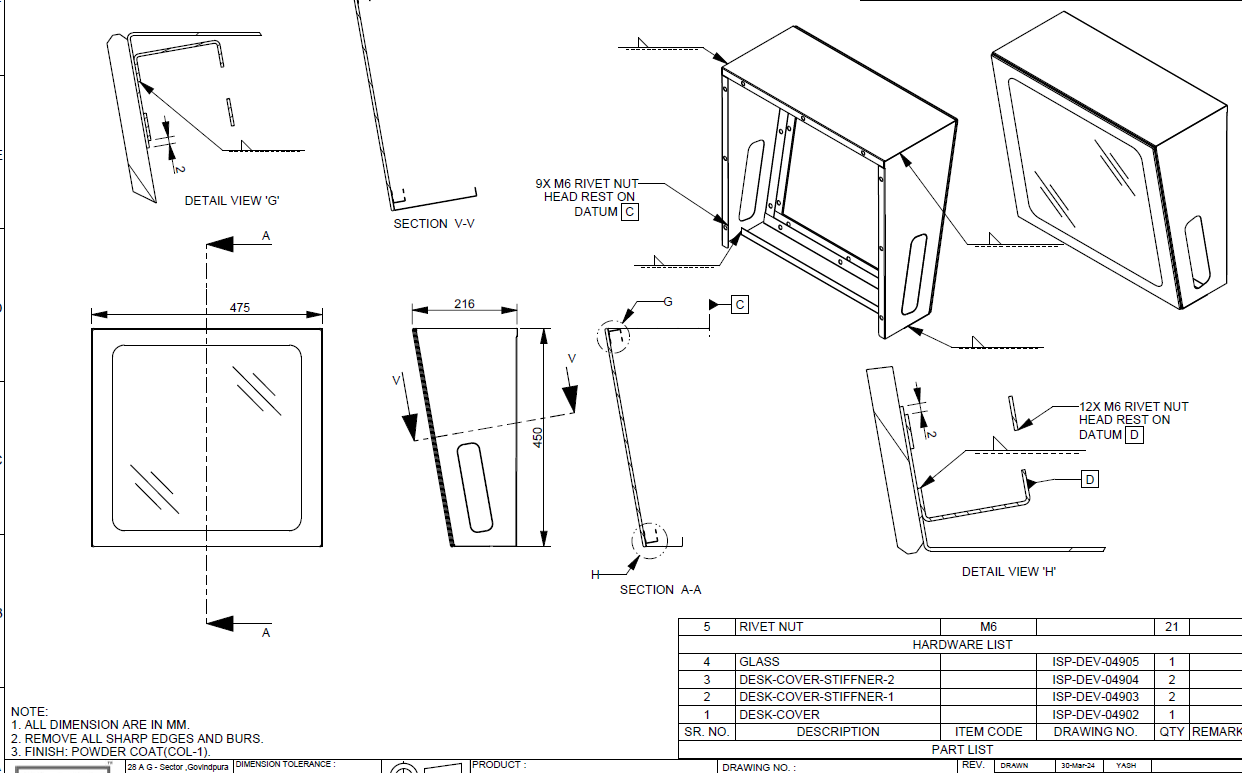 2
DETAIL VIEW 'G'
SECTION V-V
9X M6 RIVET NUT
HEAD REST ON
DATUM C
A
475
216
G
C
V
V
450
2
12X M6 RIVET NUT
HEAD REST ON
DATUM D
D
H
SECTION A-A
DETAIL VIEW 'H'
A
5 RIVET NUT M6 21
HARDWARE LIST
4 GLASS ISP-DEV-04905 1
3 DESK-COVER-STIFFNER-2 ISP-DEV-04904 2
2 DESK-COVER-STIFFNER-1 ISP-DEV-04903 2
1 DESK-COVER ISP-DEV-04902 1
SR. NO. DESCRIPTION ITEM CODE DRAWING NO. QTY REMARK
PART LIST
NOTE:
1. ALL DIMENSION ARE IN MM.
2. REMOVE ALL SHARP EDGES AND BURS.
3. FINISH: POWDER COAT(COL-1).
TM
28 A G - Sector ,Govindpura
DIMENSION TOLERANCE :
PRODUCT :
DRAWING NO. :
REV. DRAWN 30-Mar-24 YASH